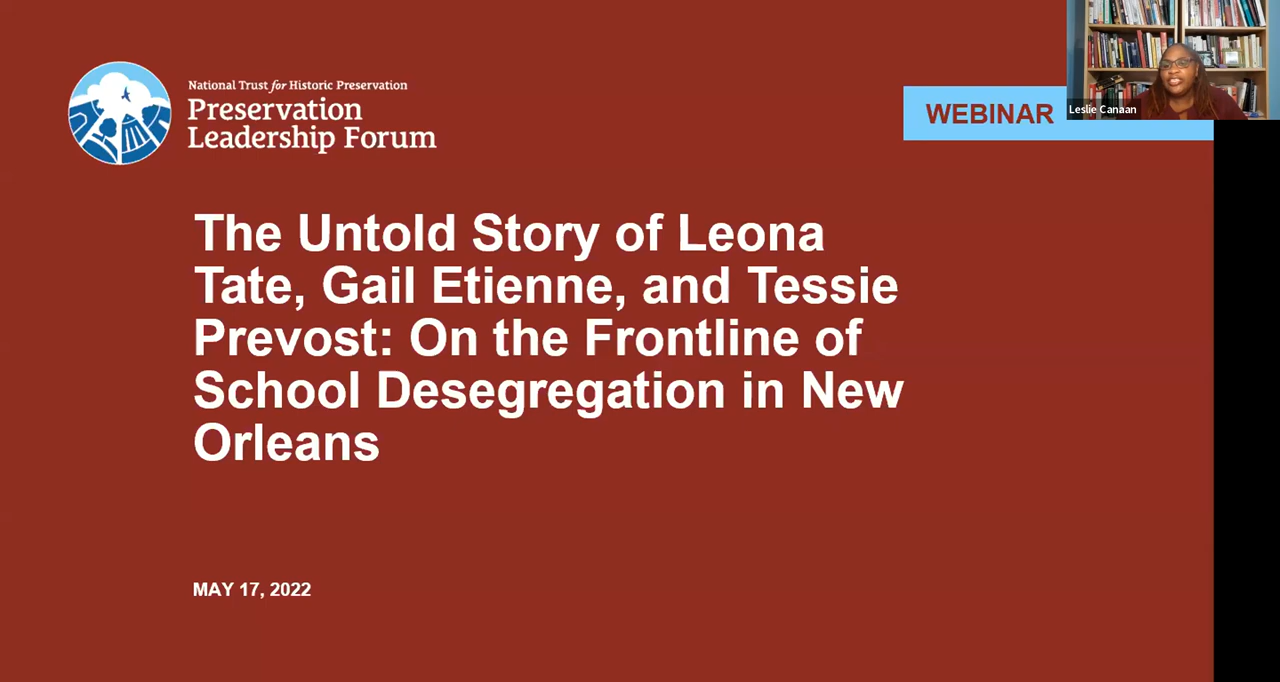 National Trust for Historic Preservation
Preservation
Leadership Forum
WEBINAR
Leslie Canaan
The Untold Story of Leona
Tate, Gail Etienne, and Tessie
Prevost: On the Frontline of
School Desegregation in New
Orleans
MAY 17, 2022